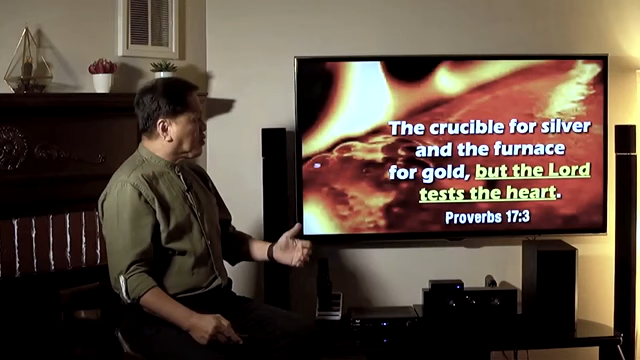 The crucible for silver
and the furnace
for gold, but the Lord
tests the heart.
Proverbs 17:3